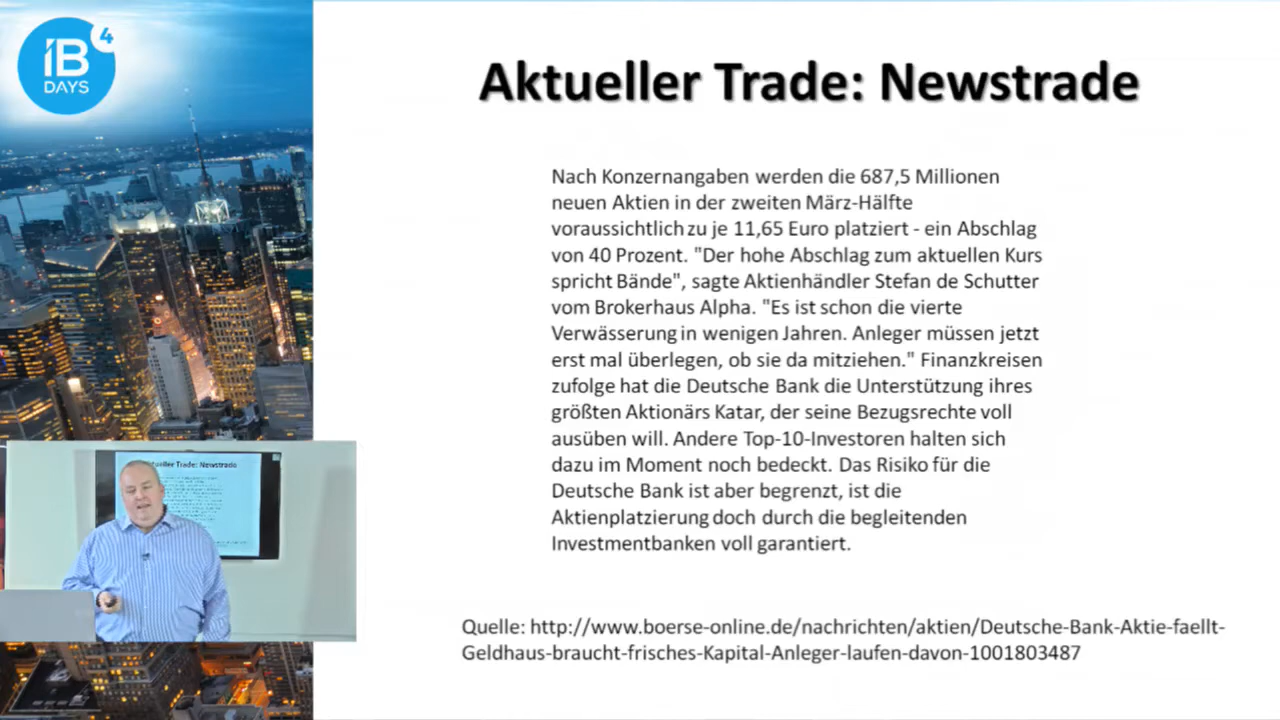 4
iB
DAYS
Aktueller Trade: Newstrade
Nach Konzernangaben werden die 687,5 Millionen
neuen Aktien in der zweiten März-Hälfte
voraussichtlich zu je 11,65 Euro platziert - ein Abschlag
von 40 Prozent. "Der hohe Abschlag zum aktuellen Kurs
spricht Bände", sagte Aktienhändler Stefan de Schutter
vom Brokerhaus Alpha. "Es ist schon die vierte
Verwässerung in wenigen Jahren. Anleger müssen jetzt
erst mal überlegen, ob sie da mitziehen." Finanzkreisen
zufolge hat die Deutsche Bank die Unterstützung ihres
größten Aktionärs Katar, der seine Bezugsrechte voll
ausüben will. Andere Top-10-Investoren halten sich
dazu im Moment noch bedeckt. Das Risiko für die
Deutsche Bank ist aber begrenzt, ist die
Aktienplatzierung doch durch die begleitenden
Investmentbanken voll garantiert.
Quelle: http://www.boerse-online.de/nachrichten/aktien/Deutsche-Bank-Aktie-faellt-
Geldhaus-braucht-frisches-Kapital-Anleger-laufen-davon-1001803487
Trade: Newstrade